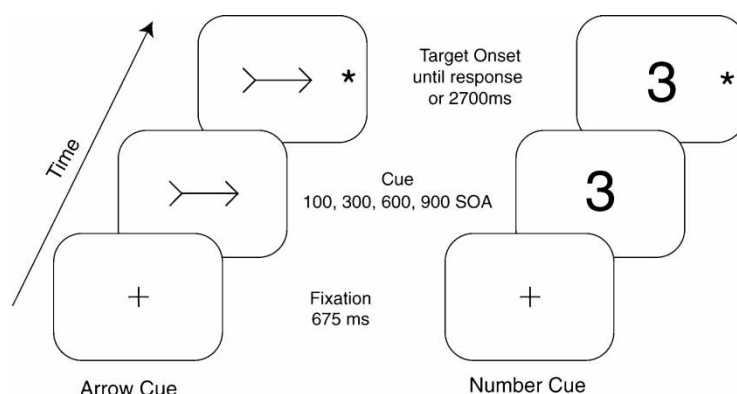 Time
*
Target Onset
until response
or 2700ms
3
*
Cue
100, 300, 600, 900 SOA
3
+
Fixation
675 ms
+
Arrow Cue
Number Cue